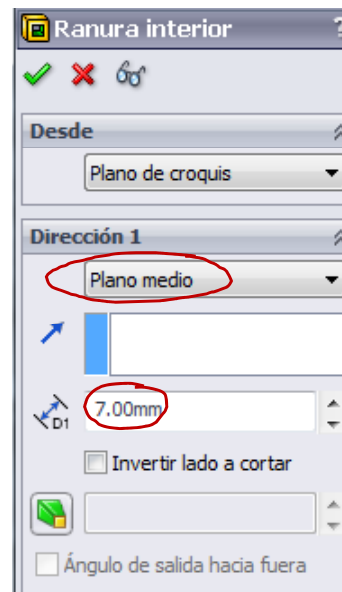 Ranura interior ?
Desde
Plano de croquis
Dirección 1
Plano medio
D1 7.00mm
Invertir lado a cortar
Ángulo de salida hacia fuera